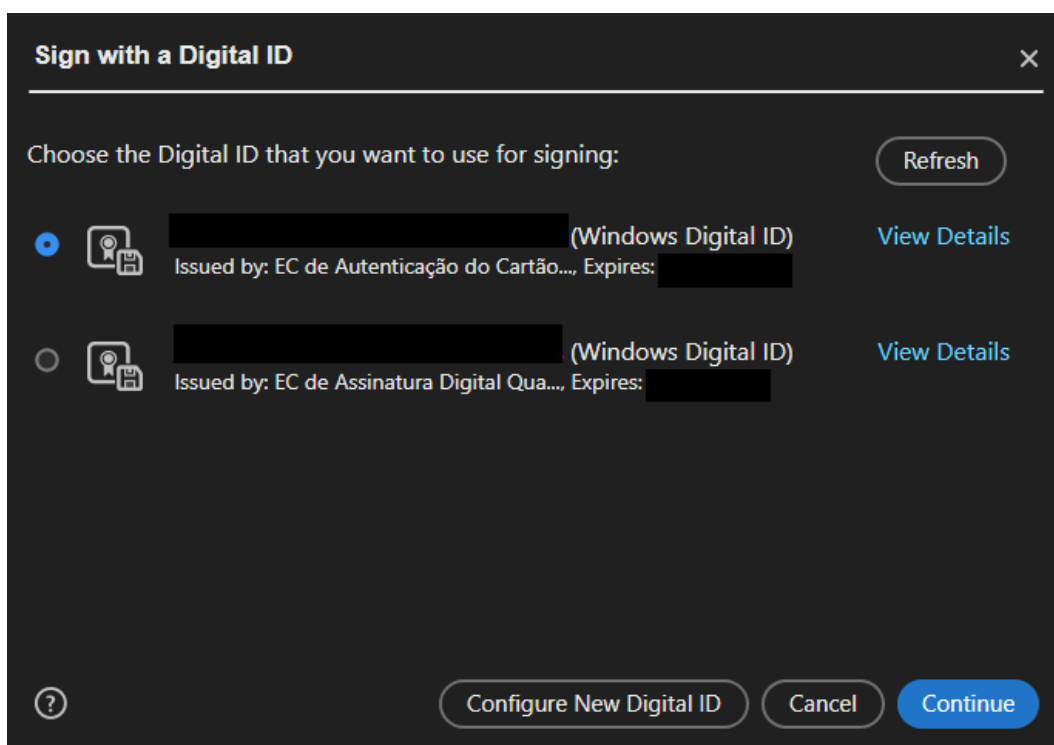 Sign with a Digital ID
Choose the Digital ID that you want to use for signing:
Refresh
(Windows Digital ID)
View Details
Issued by: EC de Autenticação do Cartão..., Expires:
(Windows Digital ID)
View Details
Issued by: EC de Assinatura Digital Qua..., Expires:
Configure New Digital ID
Cancel
Continue